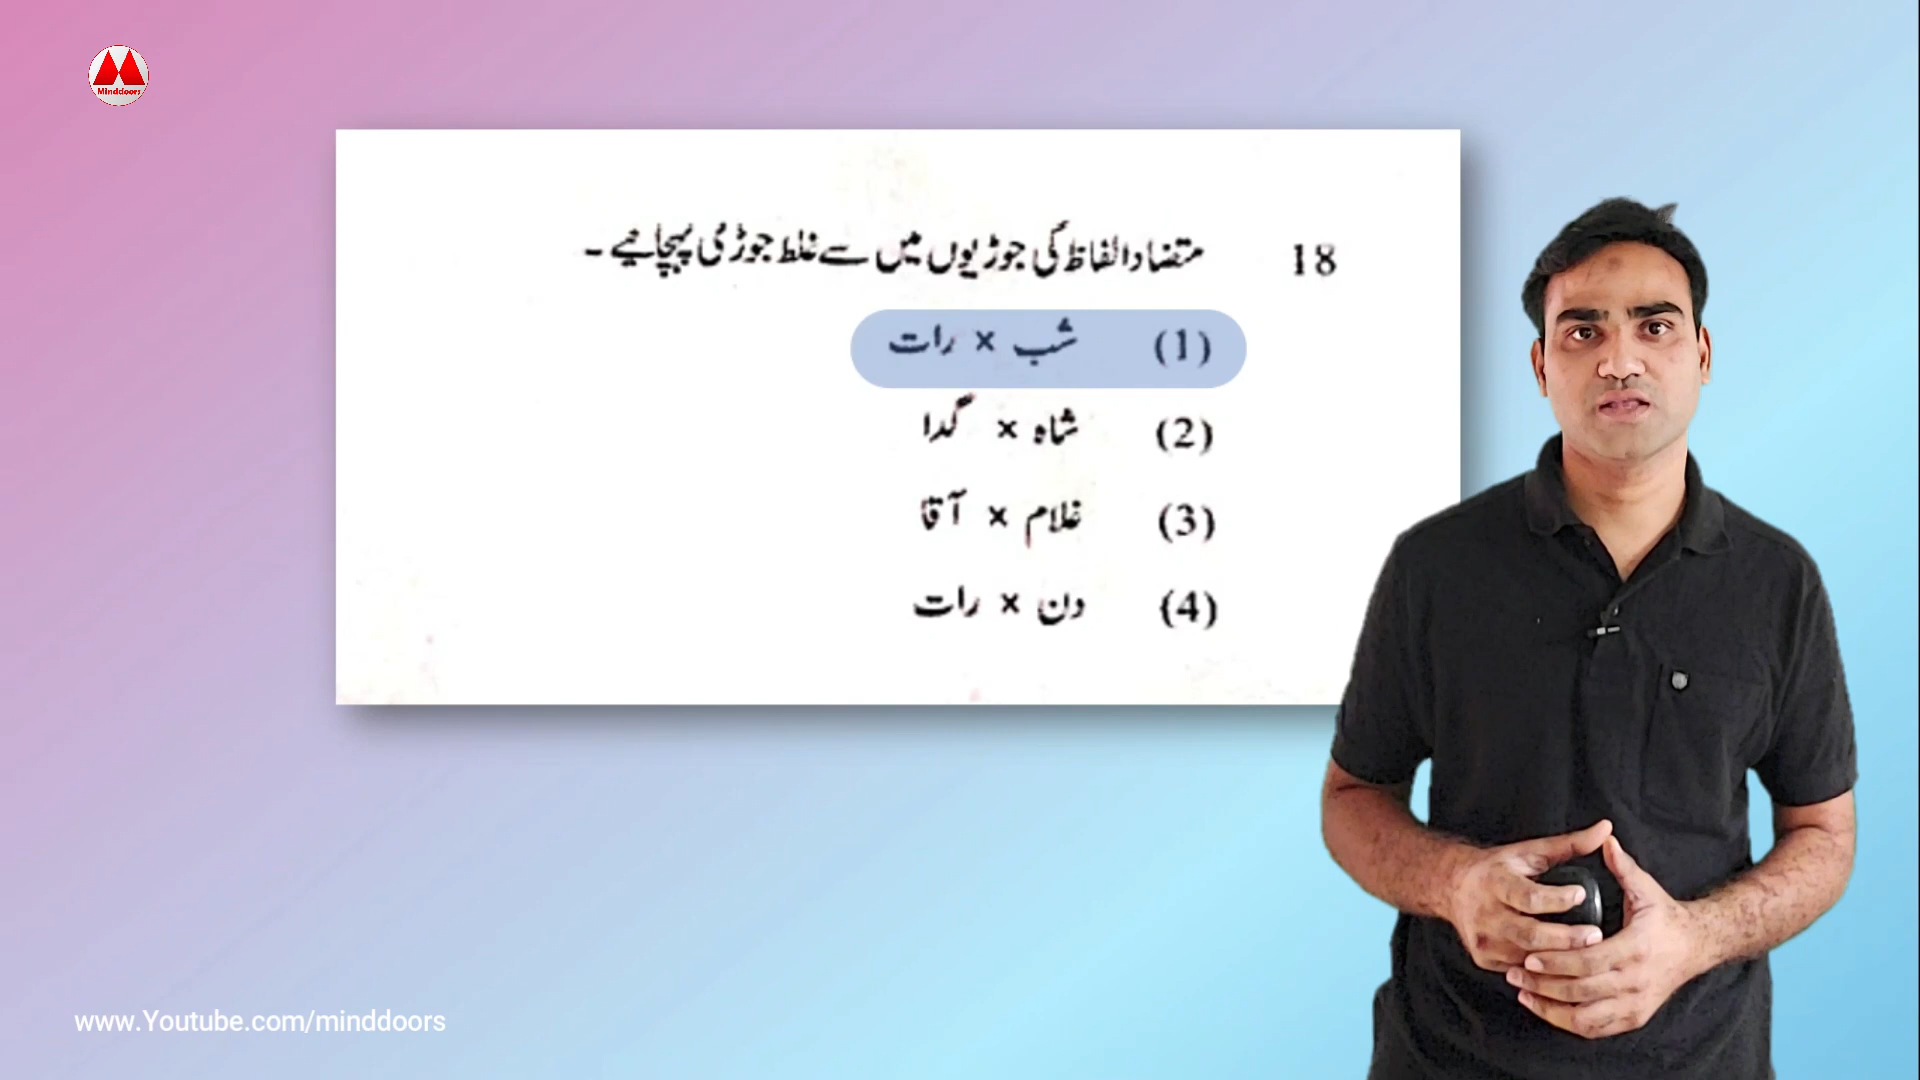 Minddoors
18 متضاد الفاظ کی جوڑیوں میں سے غلط جوڑی پہچانیے ۔
(1) شب × رات
(2) شاہ × گدا
(3) غلام × آقا
(4) دن × رات
www.Youtube.com/minddoors